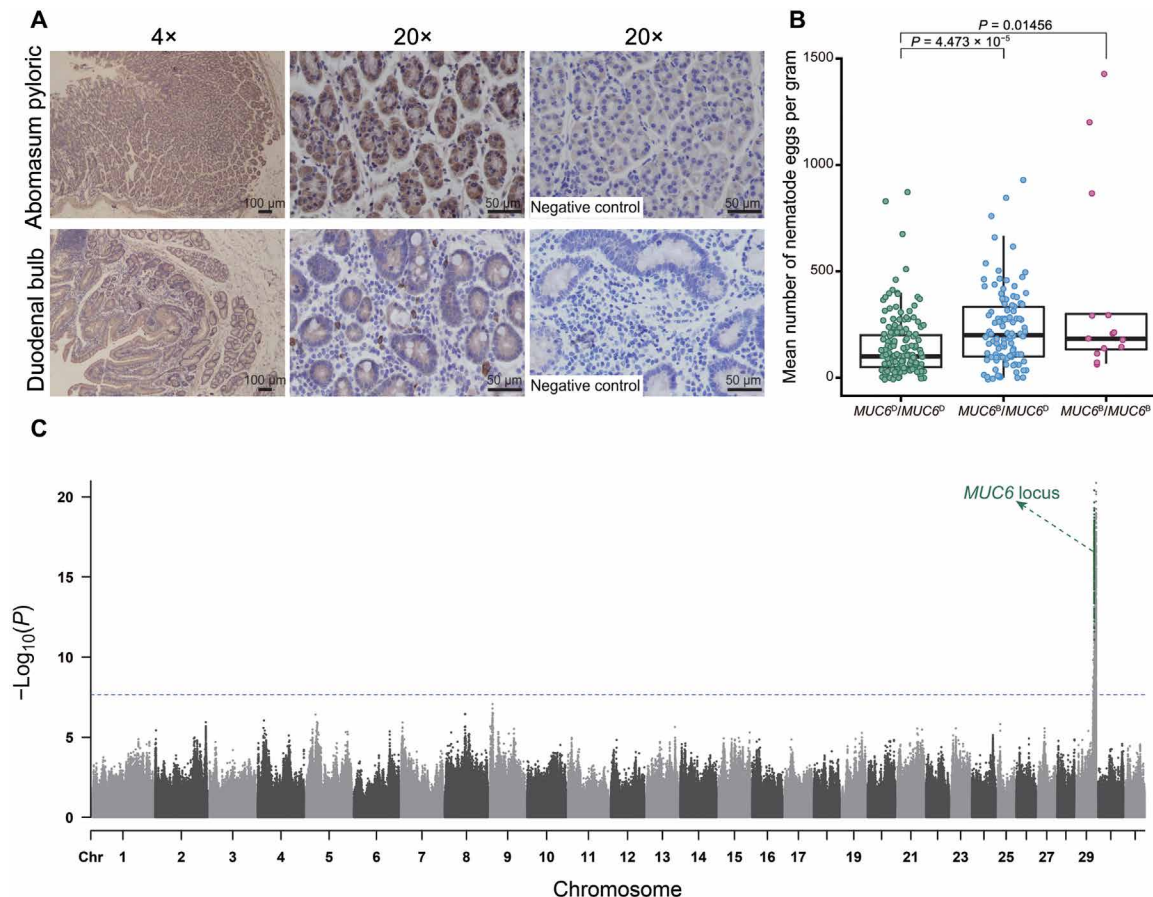 A
4×
20×
20×
Abomasum pyloric
100 µm
50 µm
Negative control
50 µm
Duodenal bulb
100 µm
50 µm
Negative control
50 µm
B
P = 0.01456
P = 4.473 × 10⁻⁵
Mean number of nematode eggs per gram
1500
1000
500
0
MUC6ᴰ/MUC6ᴰ
MUC6ᴮ/MUC6ᴰ
MUC6ᴮ/MUC6ᴮ
C
−Log₁₀(P)
20
15
10
5
0
MUC6 locus
Chr 1 2 3 4 5 6 7 8 9 10 11 12 13 14 15 16 17 19 21 23 25 27 29
Chromosome